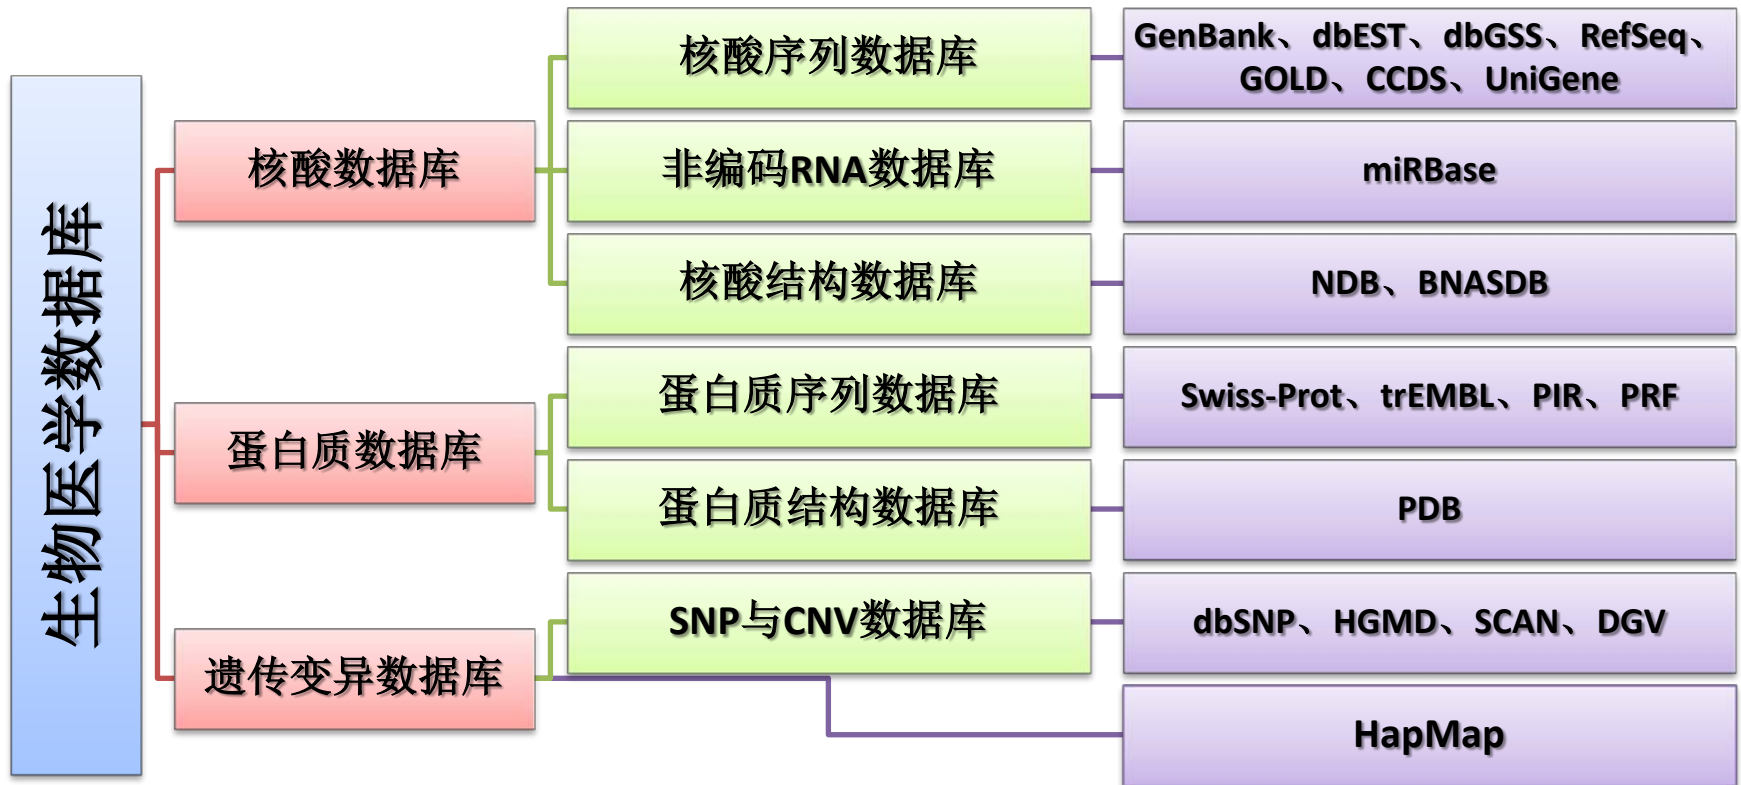 生物医学数据库
核酸数据库
核酸序列数据库
GenBank、dbEST、dbGSS、RefSeq、
GOLD、CCDS、UniGene
非编码RNA数据库
miRBase
核酸结构数据库
NDB、BNASDB
蛋白质数据库
蛋白质序列数据库
Swiss-Prot、trEMBL、PIR、PRF
蛋白质结构数据库
PDB
遗传变异数据库
SNP与CNV数据库
dbSNP、HGMD、SCAN、DGV
HapMap